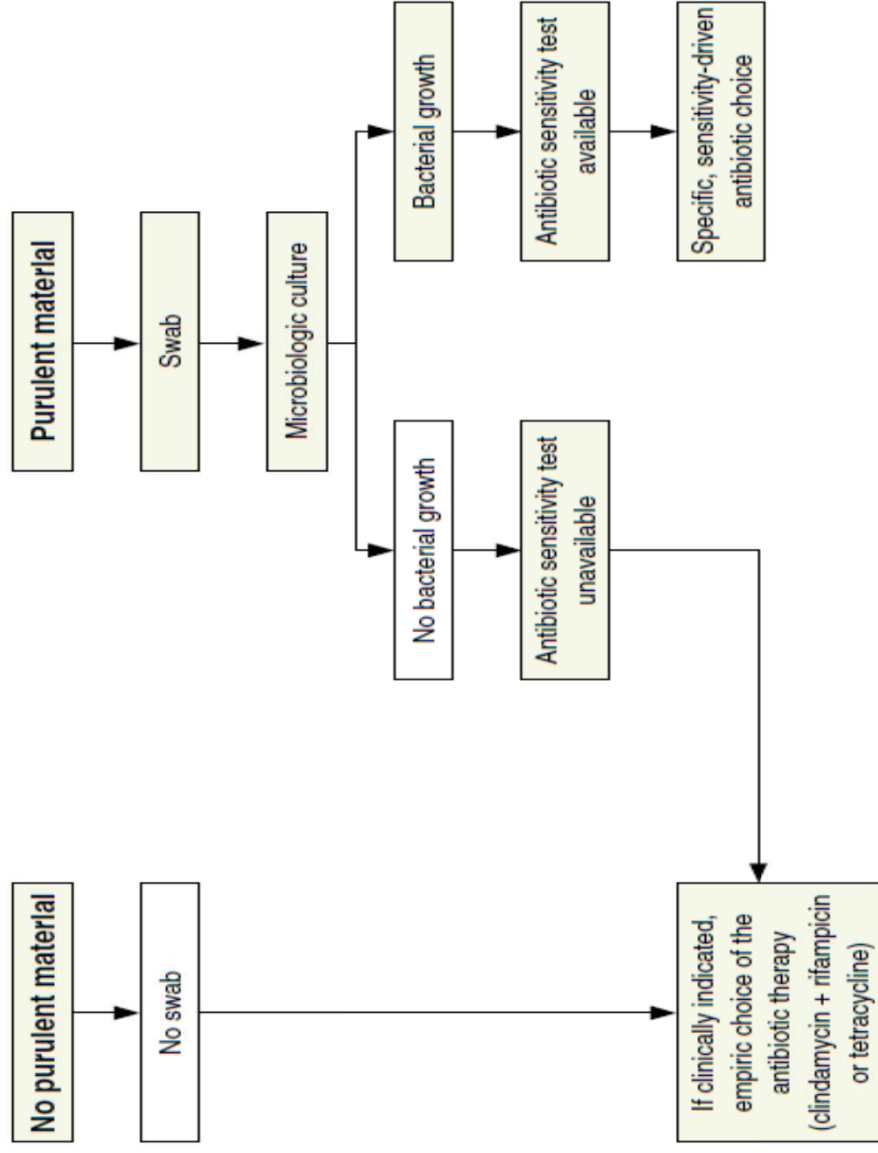 No purulent material
No swab
If clinically indicated,
empiric choice of the
antibiotic therapy
(clindamycin + rifampicin
or tetracycline)
Purulent material
Swab
Microbiologic culture
No bacterial growth
Antibiotic sensitivity test
unavailable
Bacterial growth
Antibiotic sensitivity test
available
Specific, sensitivity-driven
antibiotic choice